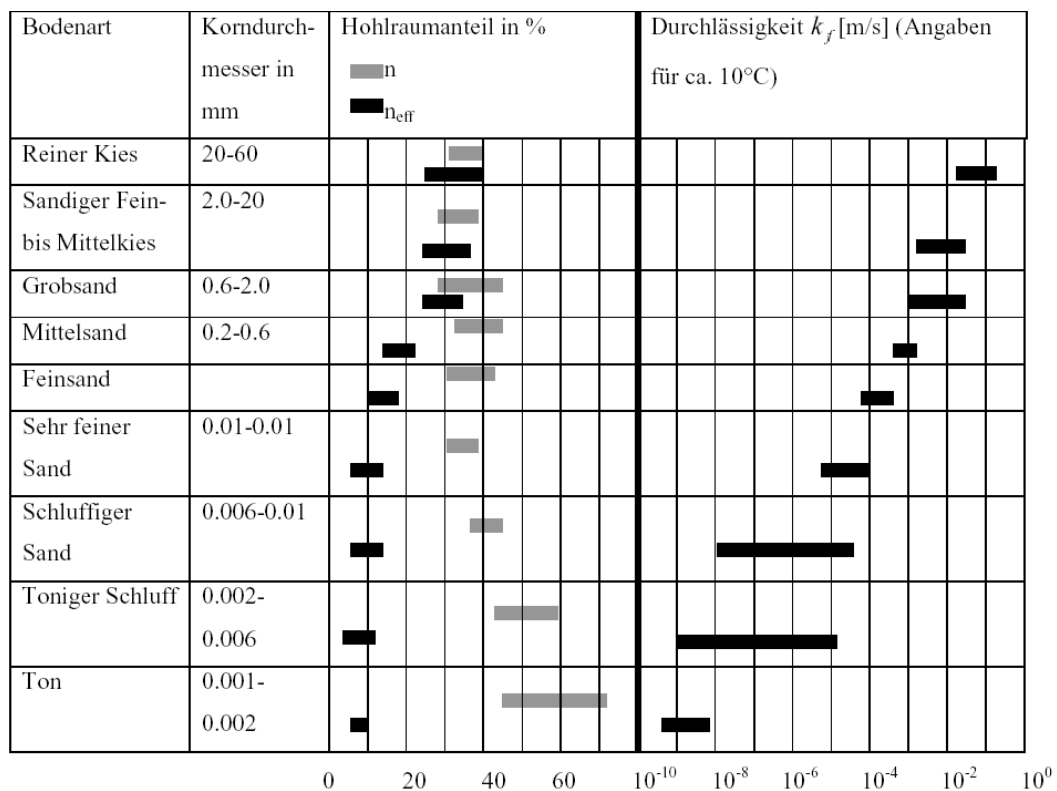 Bodenart
Korndurch-
messer in
mm
Hohlraumanteil in %
n
n_eff
Durchlässigkeit k_f [m/s] (Angaben
für ca. 10°C)
Reiner Kies
20-60
Sandiger Fein-
bis Mittelkies
2.0-20
Grobsand
0.6-2.0
Mittelsand
0.2-0.6
Feinsand
Sehr feiner
Sand
0.01-0.01
Schluffiger
Sand
0.006-0.01
Toniger Schluff
0.002-
0.006
Ton
0.001-
0.002
0 20 40 60 10^-10 10^-8 10^-6 10^-4 10^-2 10^0